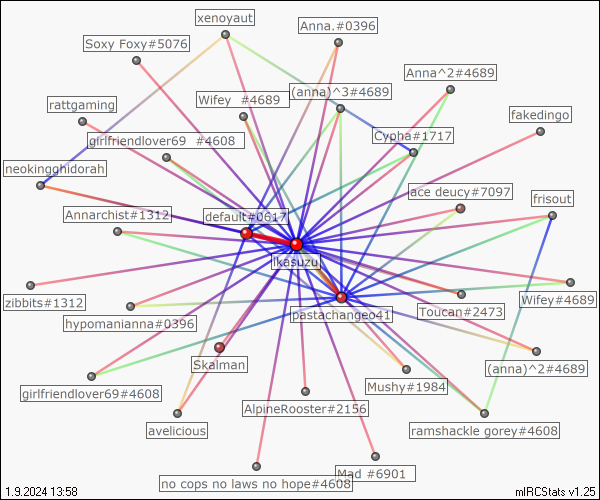 xenoyaut
Anna.#0396
Soxy Foxy#5076
Anna^2#4689
(anna)^3#4689
Wifey  #4689
rattgaming
fakedingo
Cypha#1717
girlfriendlover69  #4608
neokingghidorah
ace deucy#7097
frisout
Annarchist#1312
default#0617
likasuzu
zibbits#1312
Wifey#4689
Toucan#2473
pastachangeo41
hypomanianna#0396
Skalman
(anna)^2#4689
Mushy#1984
girlfriendlover69#4608
AlpineRooster#2156
avelicious
ramshackle gorey#4608
Mad #6901
no cops no laws no hope#4608
1.9.2024 13:58
mIRCStats v1.25